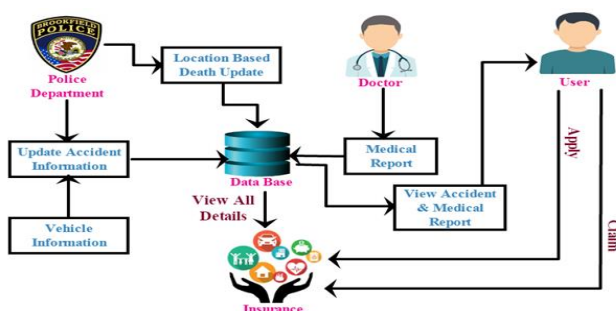 BROOKFIELD
POLICE
Police
Department
Location Based
Death Update
Doctor
User
Update Accident
Information
Medical
Report
Apply
Data Base
View All
Details
View Accident
& Medical
Report
Vehicle
Information
Claim
Insurance